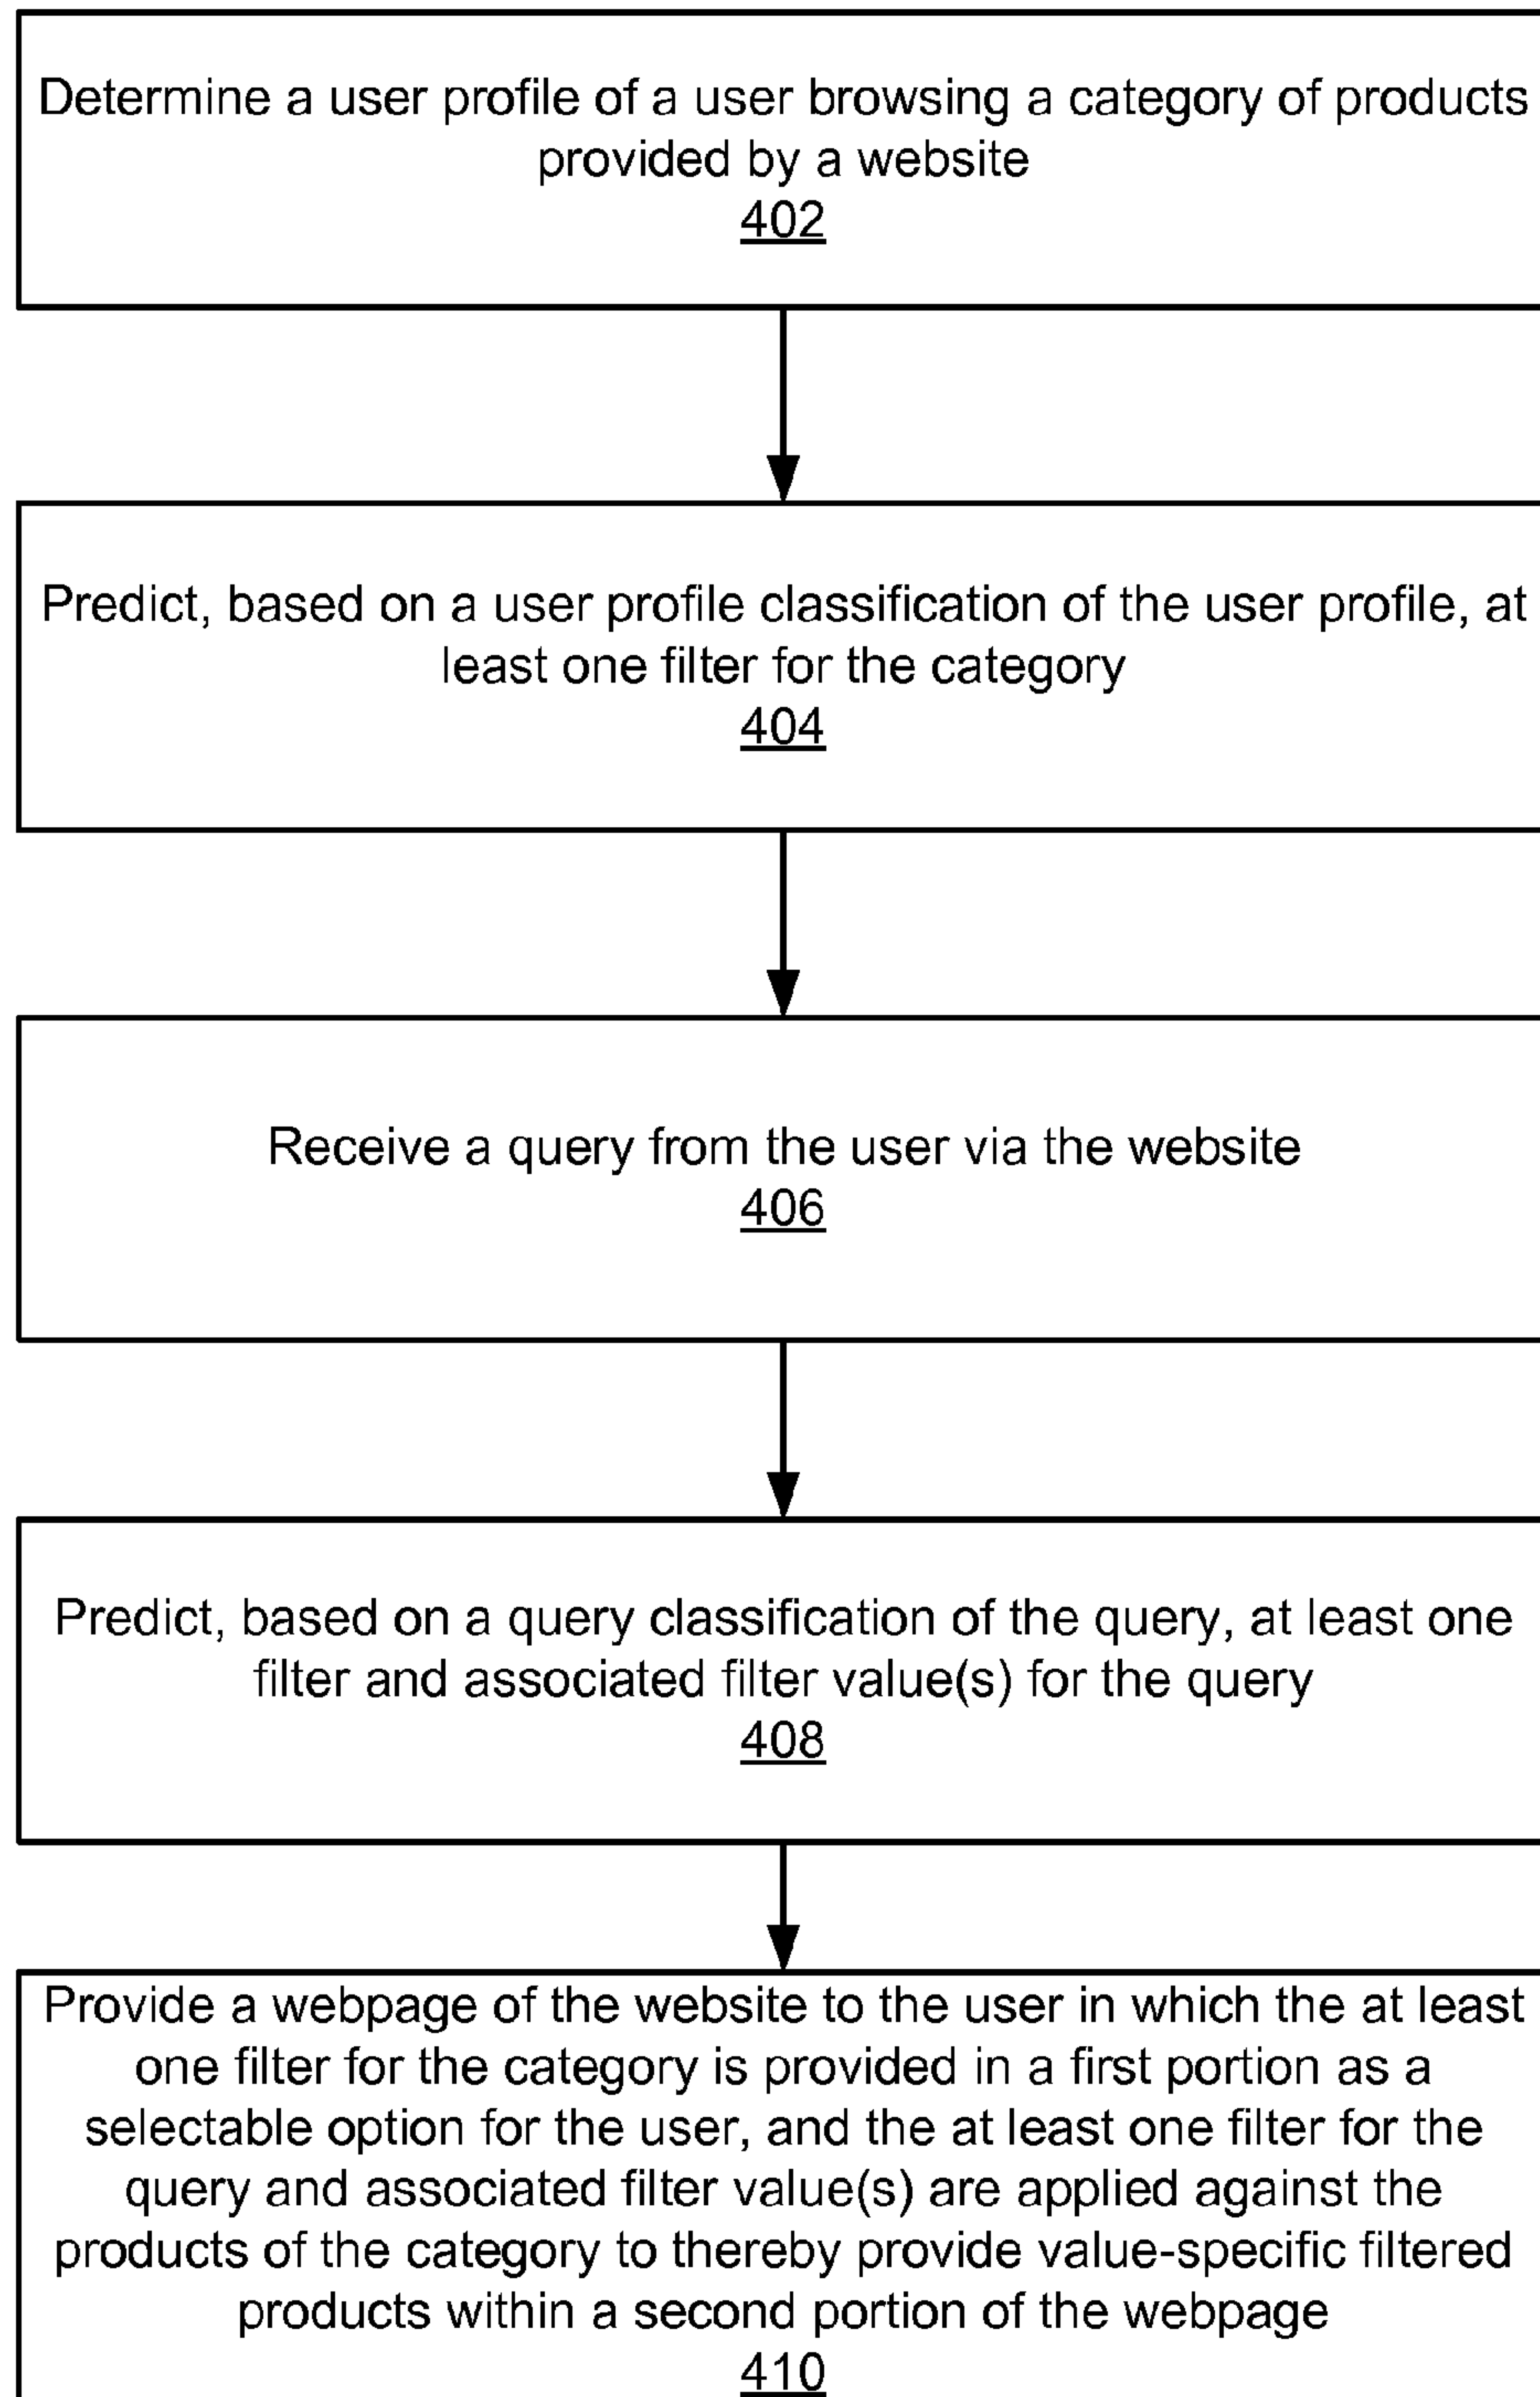 Determine a user profile of a user browsing a category of products
provided by a website
402
Predict, based on a user profile classification of the user profile, at
least one filter for the category
404
Receive a query from the user via the website
406
Predict, based on a query classification of the query, at least one
filter and associated filter value(s) for the query
408
Provide a webpage of the website to the user in which the at least
one filter for the category is provided in a first portion as a
selectable option for the user, and the at least one filter for the
query and associated filter value(s) are applied against the
products of the category to thereby provide value-specific filtered
products within a second portion of the webpage
410